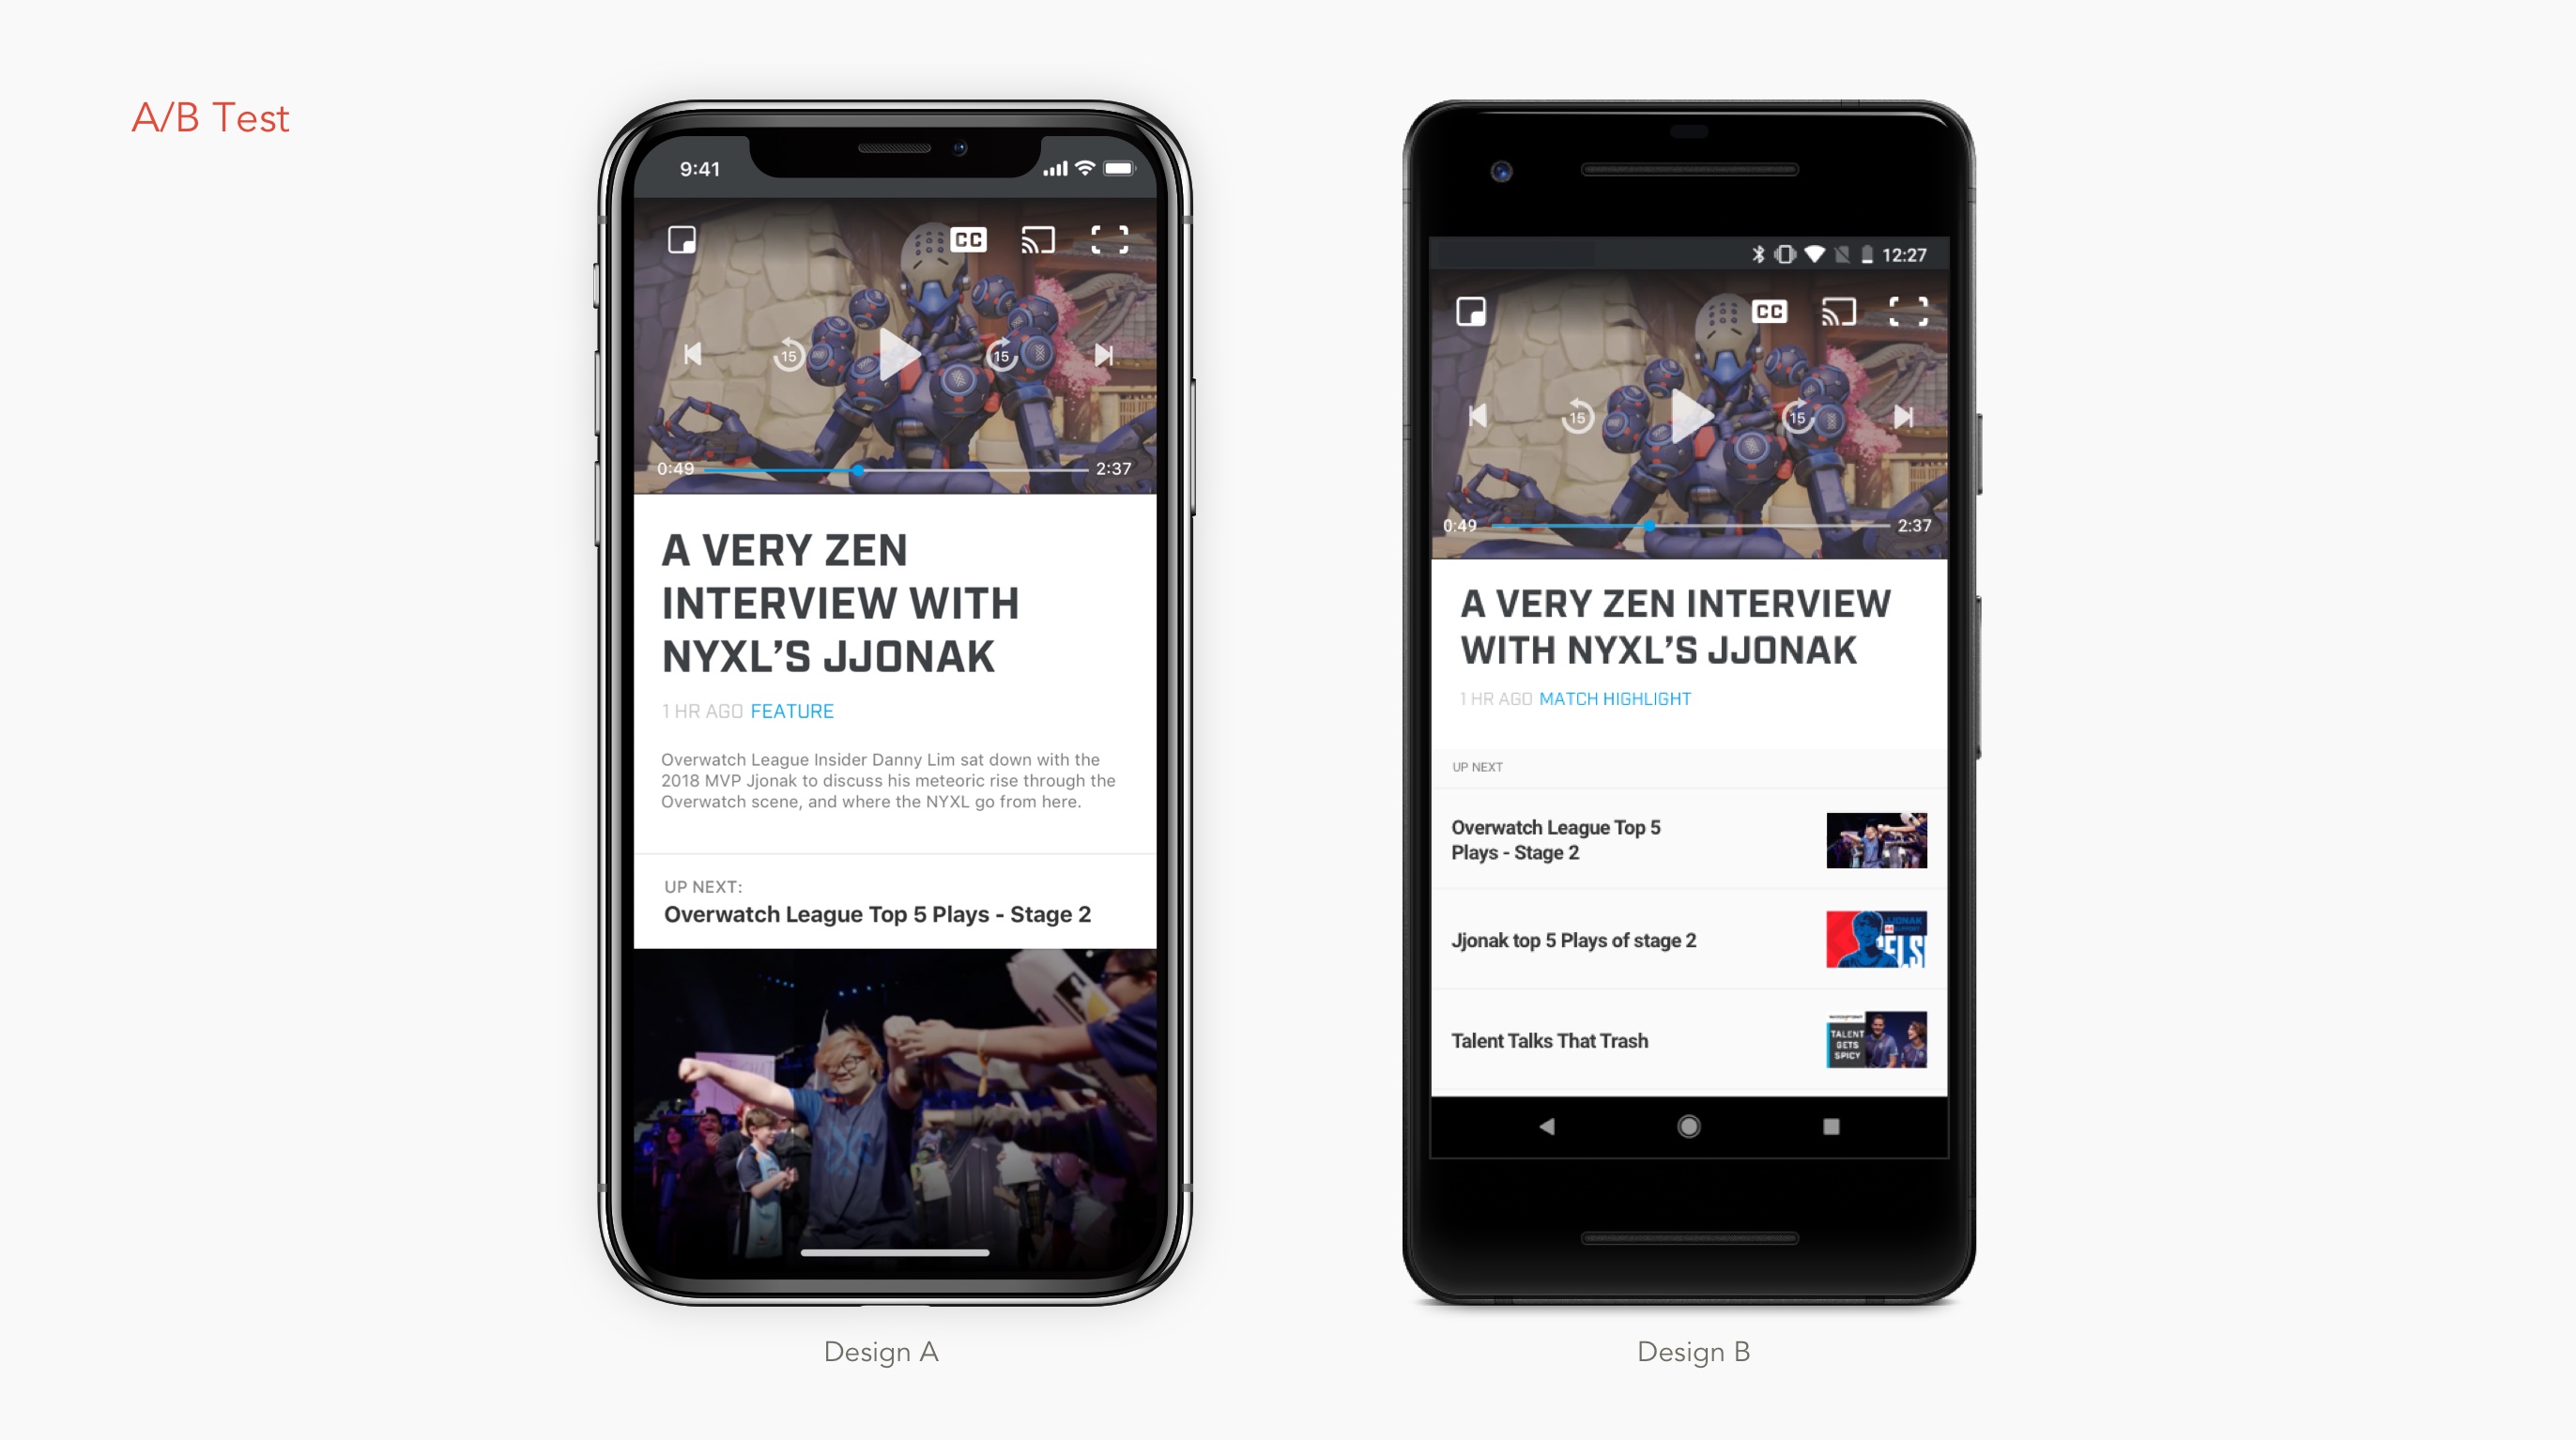 A/B Test
9:41
CC
15
15
0:49
2:37
A VERY ZEN
INTERVIEW WITH
NYXL'S JJONAK
1 HR AGO FEATURE
Overwatch League Insider Danny Lim sat down with the
2018 MVP Jjonak to discuss his meteoric rise through the
Overwatch scene, and where the NYXL go from here.
UP NEXT:
Overwatch League Top 5 Plays - Stage 2
Design A
12:27
CC
15
15
0:49
2:37
A VERY ZEN INTERVIEW
WITH NYXL'S JJONAK
1 HR AGO MATCH HIGHLIGHT
UP NEXT
Overwatch League Top 5
Plays - Stage 2
Jjonak top 5 Plays of stage 2
JJONAK
Talent Talks That Trash
TALENT
GETS
SPICY
Design B